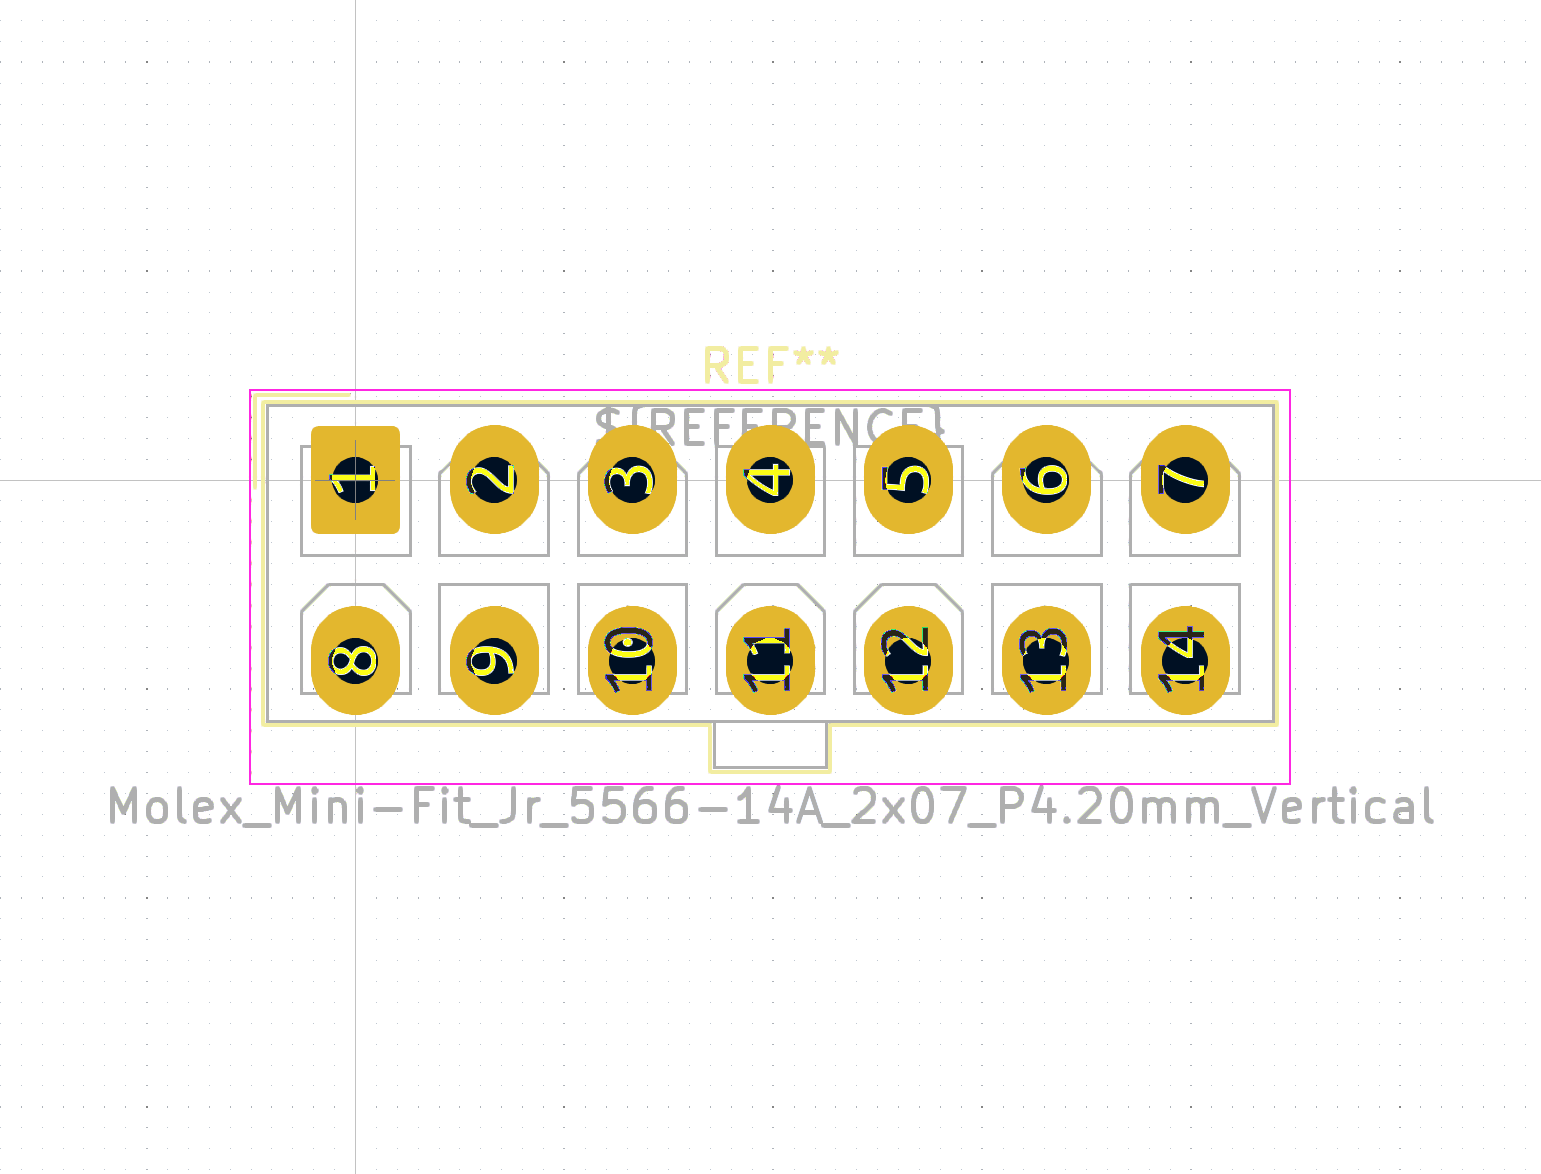 REF**
${REFERENCE}
1 2 3 4 5 6 7
8 9 10 11 12 13 14
Molex_Mini-Fit_Jr_5566-14A_2x07_P4.20mm_Vertical